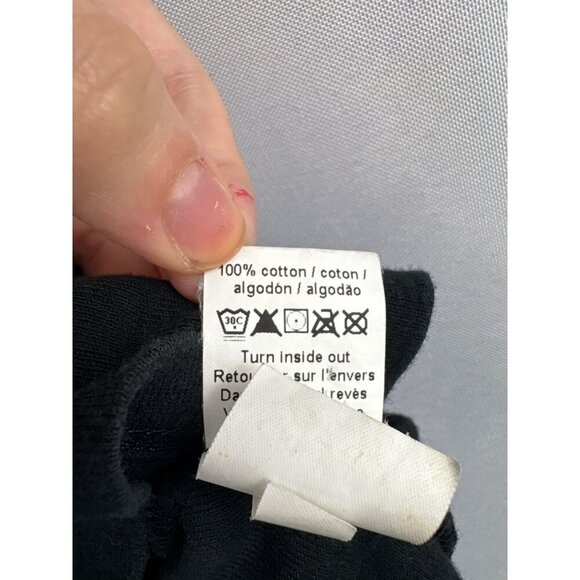 100% cotton / coton /
algodón / algodão
30C
Turn inside out
sur l'envers
revés